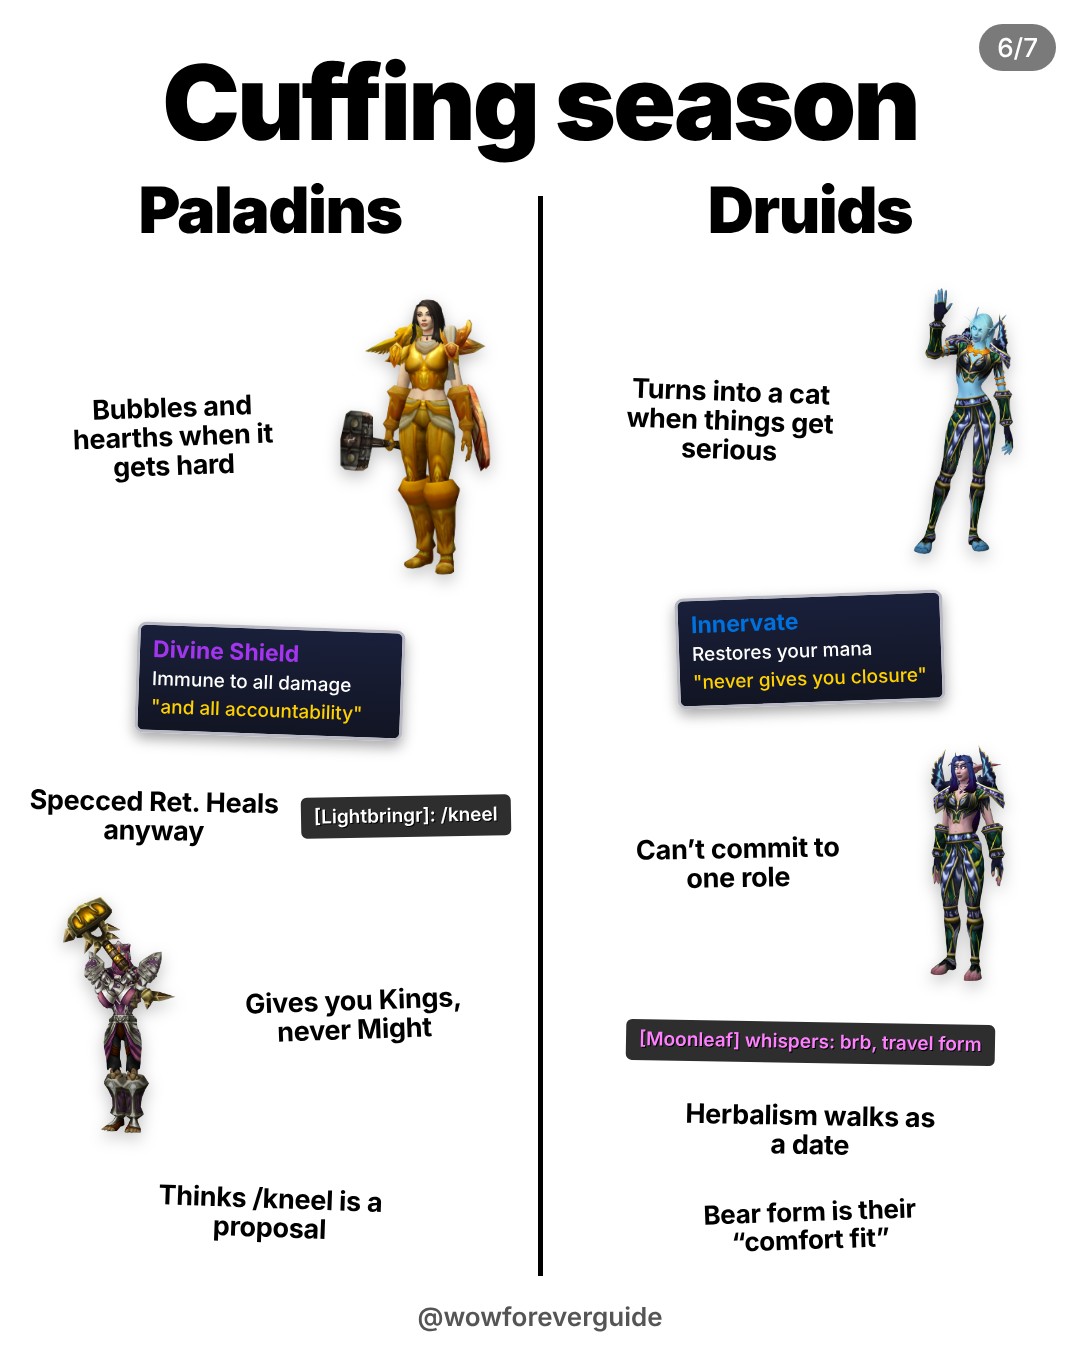 6/7
Cuffing season
Paladins
Bubbles and
hearths when it
gets hard
Divine Shield
Immune to all damage
"and all accountability"
Specced Ret. Heals
anyway
[Lightbringr]: /kneel
Gives you Kings,
never Might
Thinks /kneel is a
proposal
Druids
Turns into a cat
when things get
serious
Innervate
Restores your mana
"never gives you closure"
Can’t commit to
one role
[Moonleaf] whispers: brb, travel form
Herbalism walks as
a date
Bear form is their
“comfort fit”
@wowforeverguide